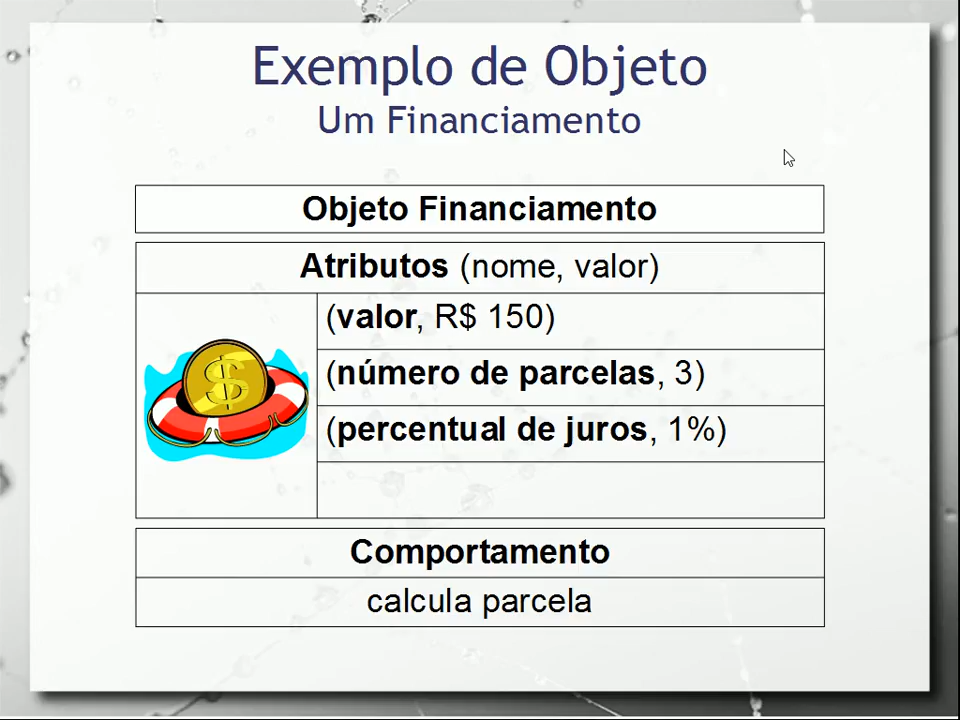 Exemplo de Objeto
Um Financiamento
Objeto Financiamento
Atributos (nome, valor)
(valor, R$ 150)
(número de parcelas, 3)
(percentual de juros, 1%)
$
Comportamento
calcula parcela